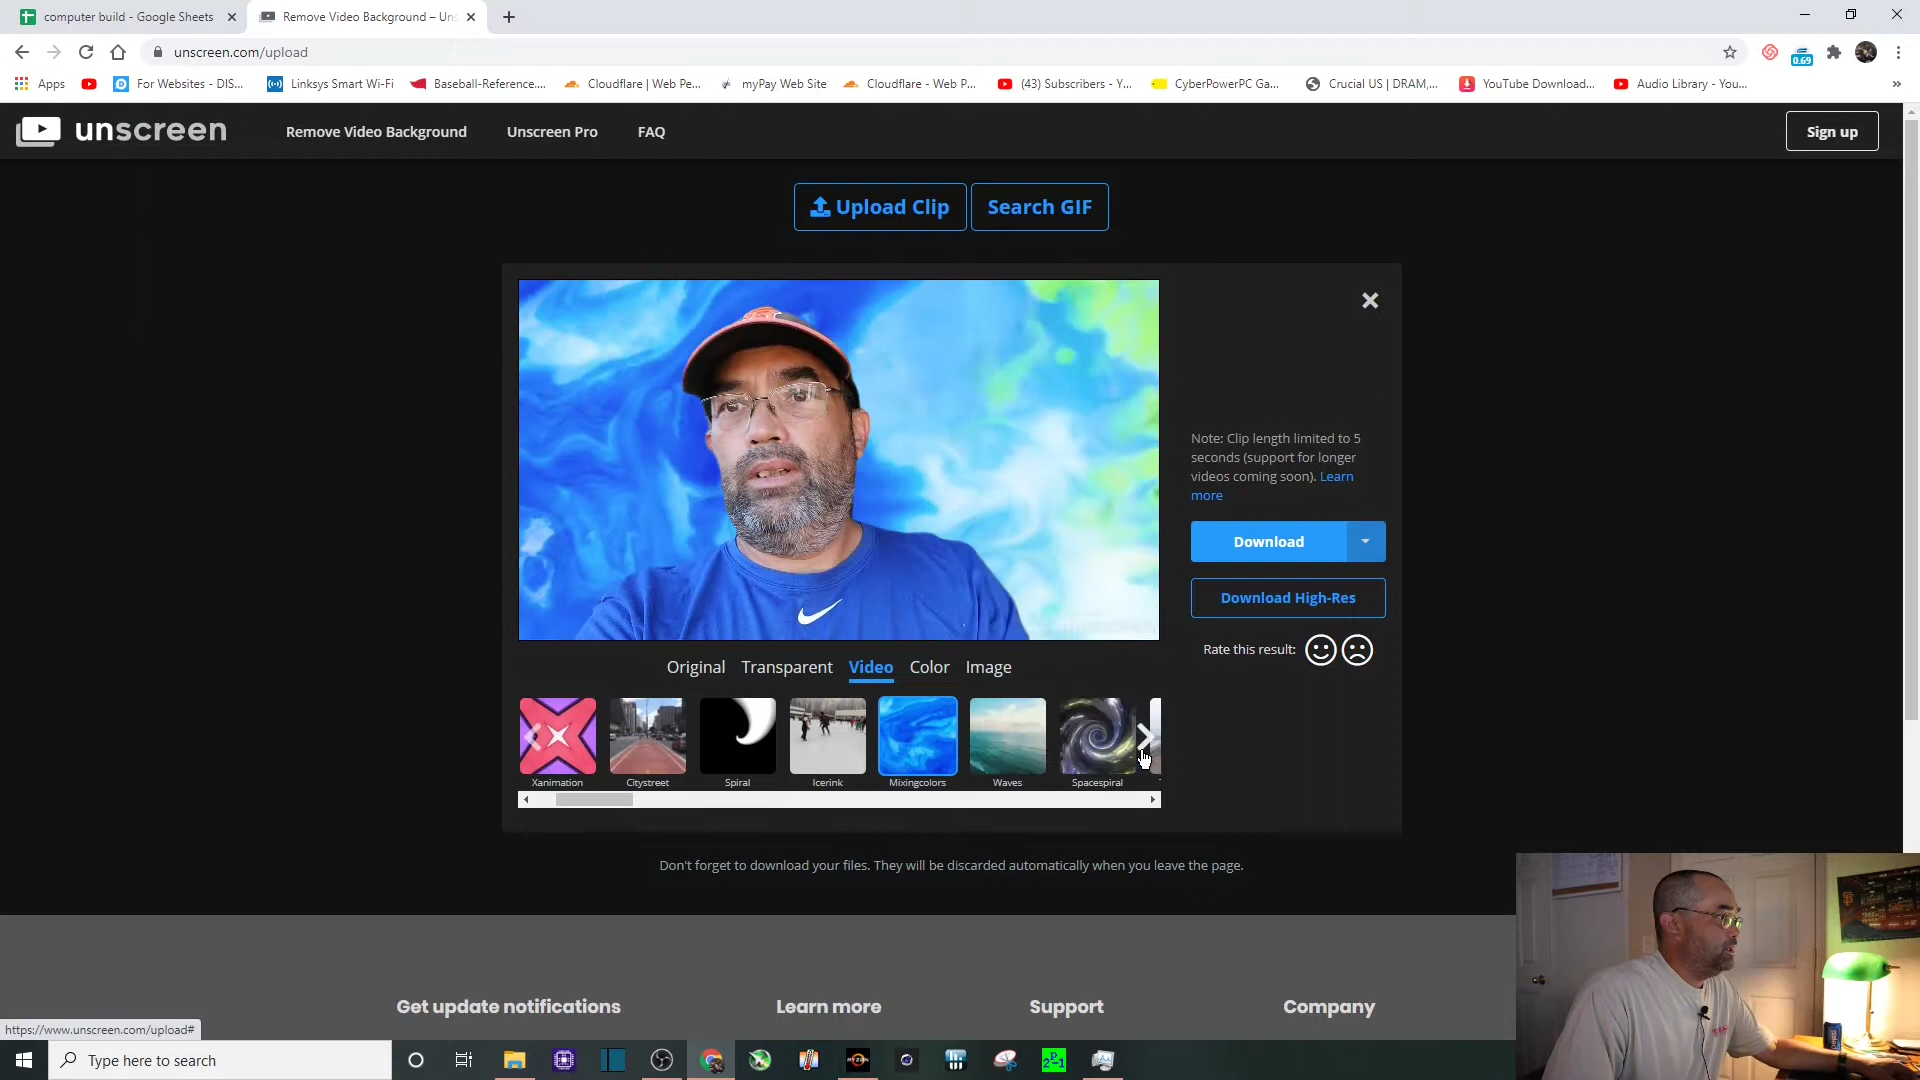 computer build - Google Sheets
Remove Video Background – Uns
unscreen.com/upload
0.69
Apps
For Websites - DIS...
Linksys Smart Wi-Fi
Baseball-Reference....
Cloudflare | Web Pe...
myPay Web Site
Cloudflare - Web P...
(43) Subscribers - Y...
CyberPowerPC Ga...
Crucial US | DRAM,...
YouTube Download...
Audio Library - You...
unscreen
Remove Video Background
Unscreen Pro
FAQ
Sign up
Upload Clip
Search GIF
Note: Clip length limited to 5
seconds (support for longer
videos coming soon). Learn
more
Download
Download High-Res
Rate this result:
Original
Transparent
Video
Color
Image
Xanimation
Citystreet
Spiral
Icerink
Mixingcolors
Waves
Spacespiral
Don't forget to download your files. They will be discarded automatically when you leave the page.
Get update notifications
Learn more
Support
Company
https://www.unscreen.com/upload#
Type here to search
RYZEN